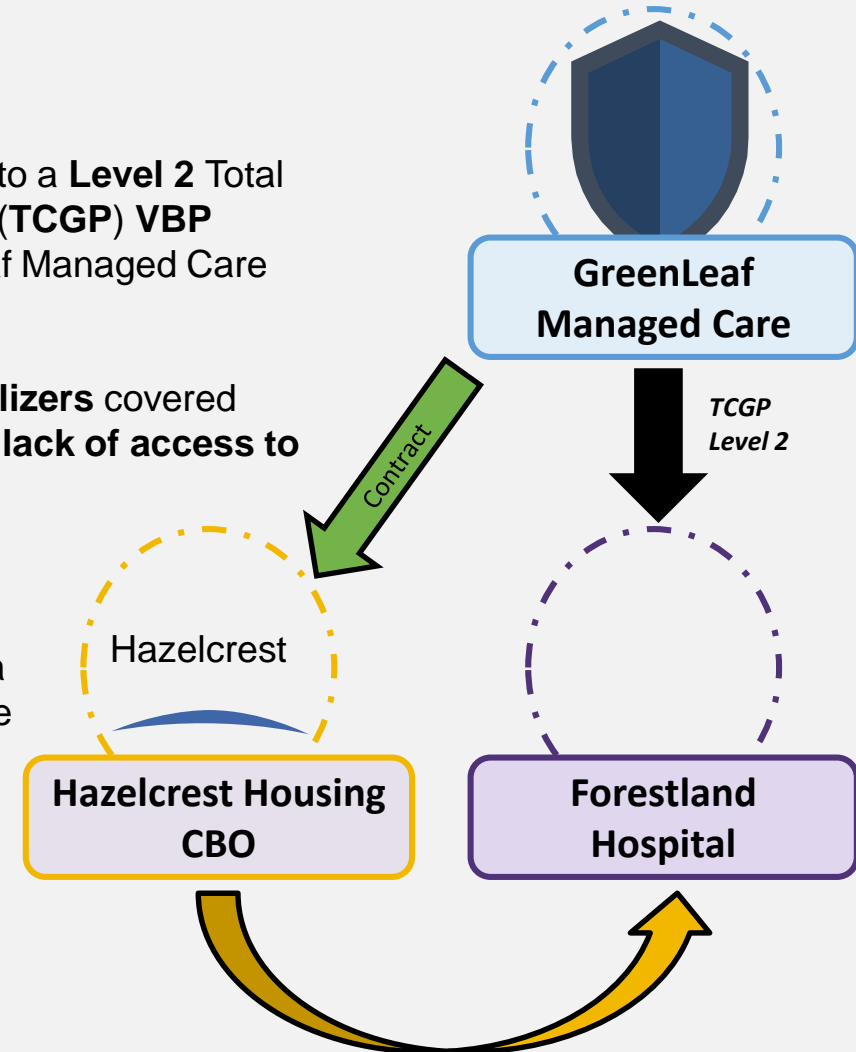 to a Level 2 Total
(TCGP) VBP
f Managed Care
lizers covered
lack of access to
GreenLeaf
Managed Care
TCGP
Level 2
Contract
Hazelcrest
e
Hazelcrest Housing
CBO
Forestland
Hospital